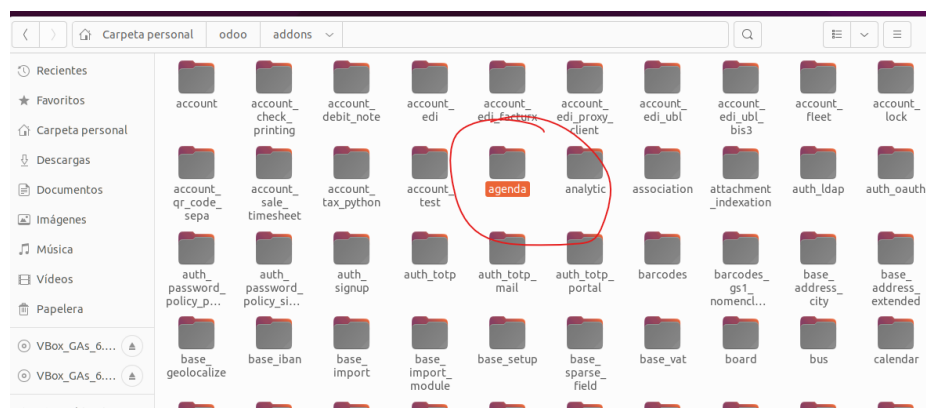 Carpeta personal odoo addons
Recientes
Favoritos
Carpeta personal
Descargas
Documentos
Imágenes
Música
Vídeos
Papelera
VBox_GAs_6....
VBox_GAs_6....
account
account_
check_
printing
account_
debit_note
account_
edi
account_
edi_facturx
account_
edi_proxy_
client
account_
edi_ubl
account_
edi_ubl_
bis3
account_
fleet
account_
lock
account_
qr_code_
sepa
account_
sale_
timesheet
account_
tax_python
account_
test
agenda
analytic
association
attachment
_indexation
auth_ldap
auth_oauth
auth_
password_
policy_p...
auth_
password_
policy_si...
auth_
signup
auth_totp
auth_totp_
mail
auth_totp_
portal
barcodes
barcodes_
gs1_
nomencl...
base_
address_
city
base_
address_
extended
base_
geolocalize
base_iban
base_
import
base_
import_
module
base_setup
base_
sparse_
field
base_vat
board
bus
calendar